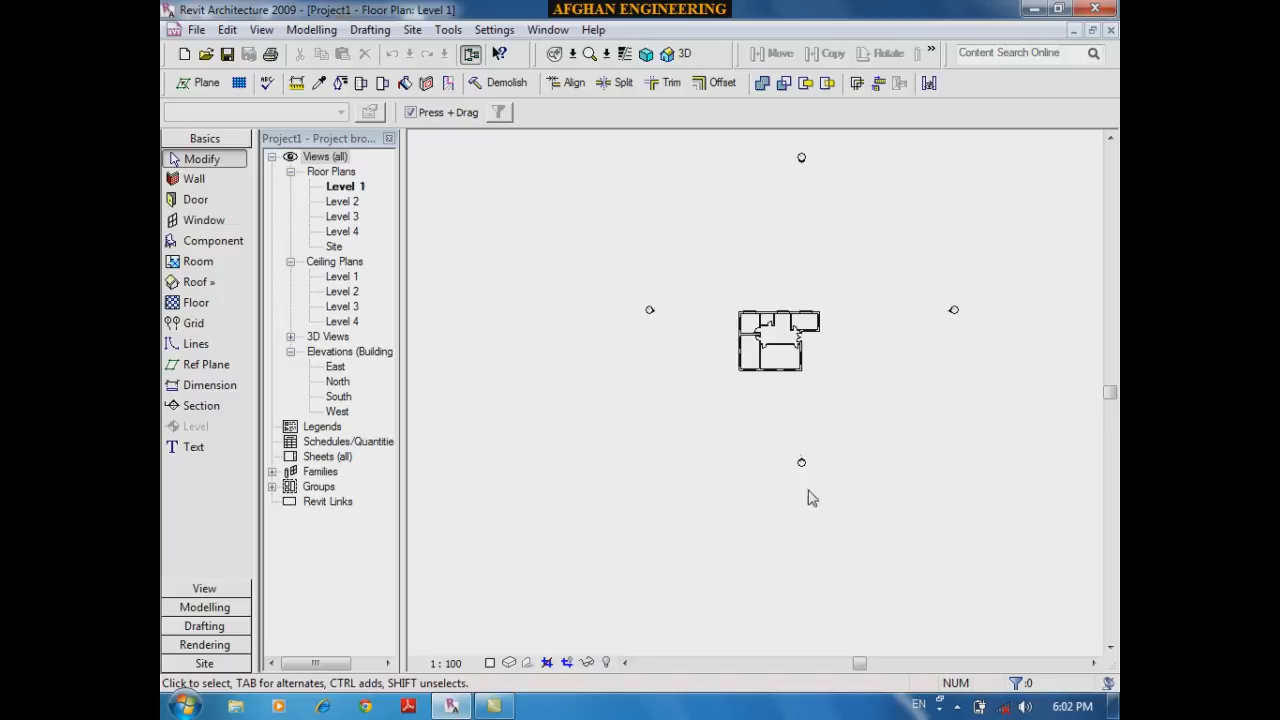 AFGHAN ENGINEERING
Revit Architecture 2009 - [Project1 - Floor Plan: Level 1]
File Edit View Modelling Drafting Site Tools Settings Window Help
3D Move Copy Rotate » Content Search Online
Plane Demolish Align Split Trim Offset
Press + Drag
Basics
Modify
Wall
Door
Window
Component
Room
Roof »
Floor
Grid
Lines
Ref Plane
Dimension
Section
Level
Text
View
Modelling
Drafting
Rendering
Site
Project1 - Project bro...
Views (all)
Floor Plans
Level 1
Level 2
Level 3
Level 4
Site
Ceiling Plans
Level 1
Level 2
Level 3
Level 4
3D Views
Elevations (Building
East
North
South
West
Legends
Schedules/Quantitie
Sheets (all)
Families
Groups
Revit Links
1 : 100
Click to select, TAB for alternates, CTRL adds, SHIFT unselects.
NUM
:0
EN
6:02 PM